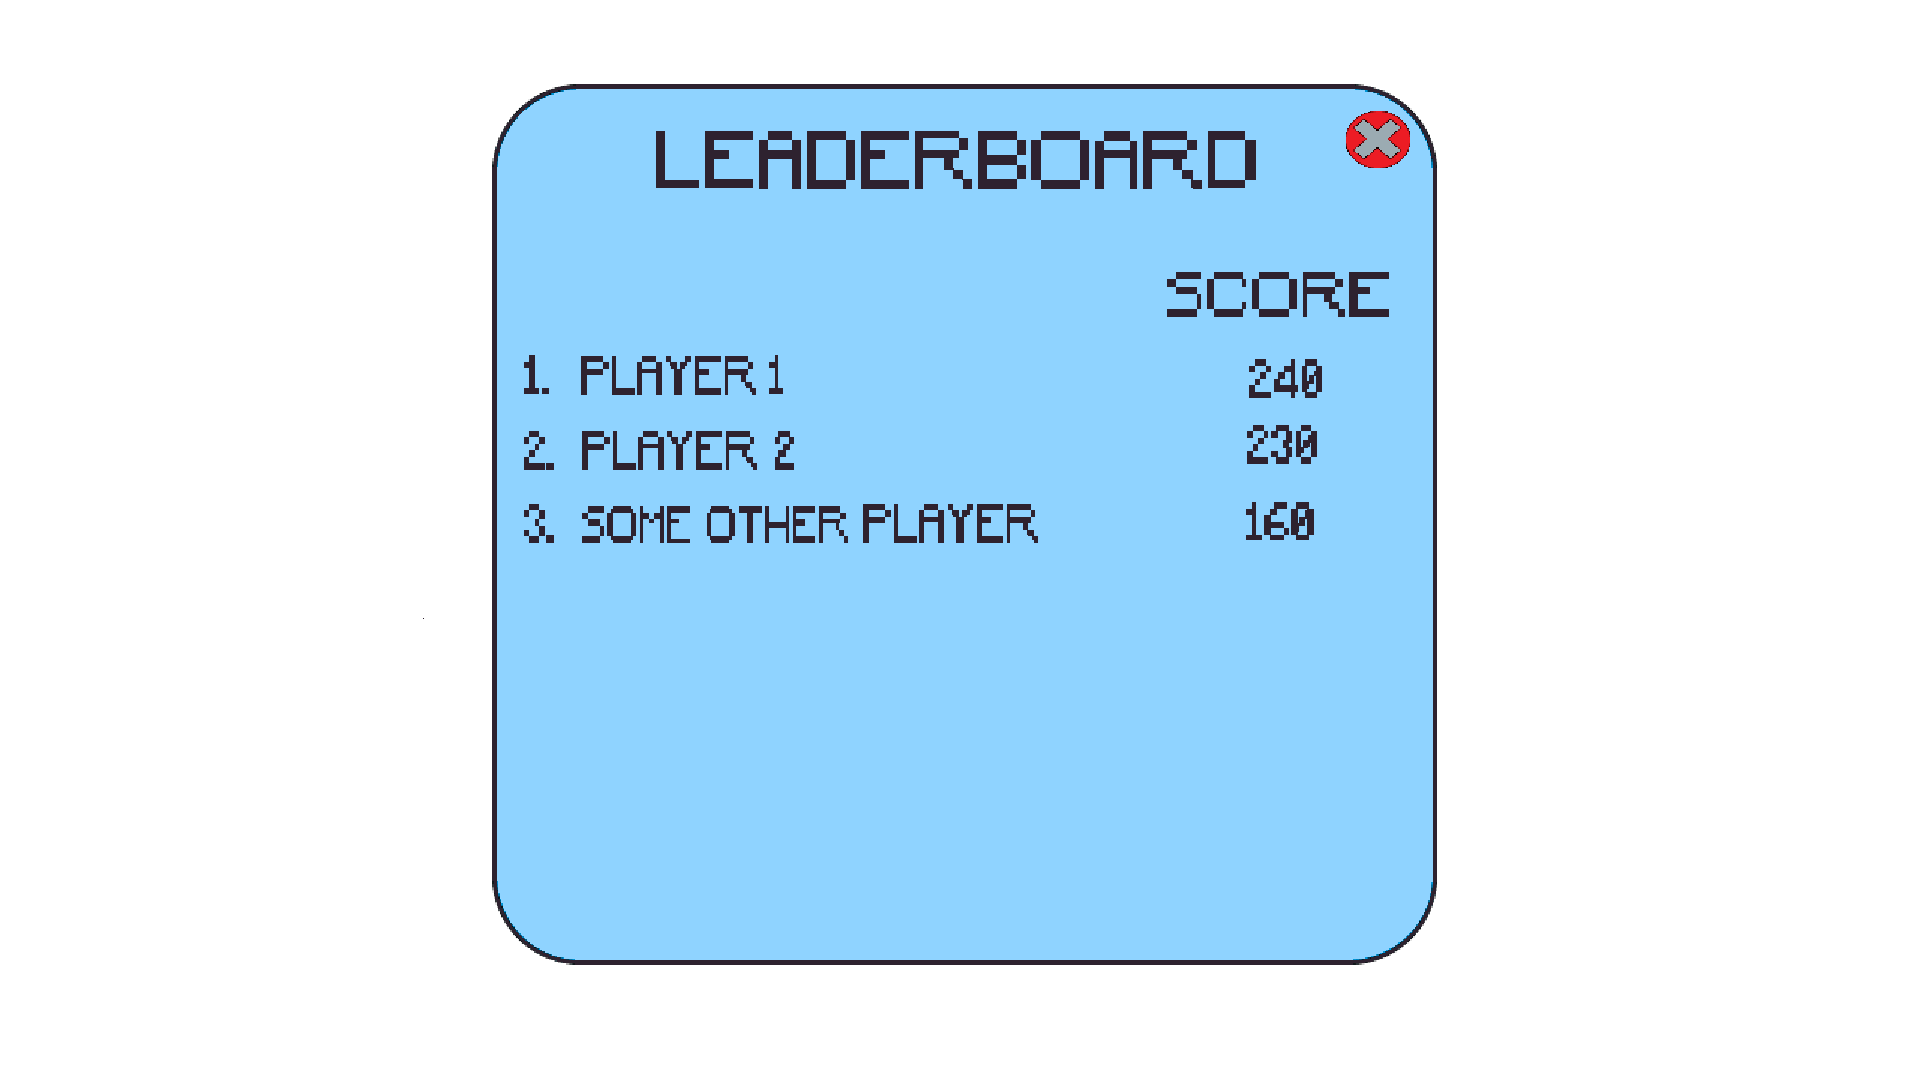 LEADERBOARD
SCORE
1. PLAYER 1 240
2. PLAYER 2 230
3. SOME OTHER PLAYER 160